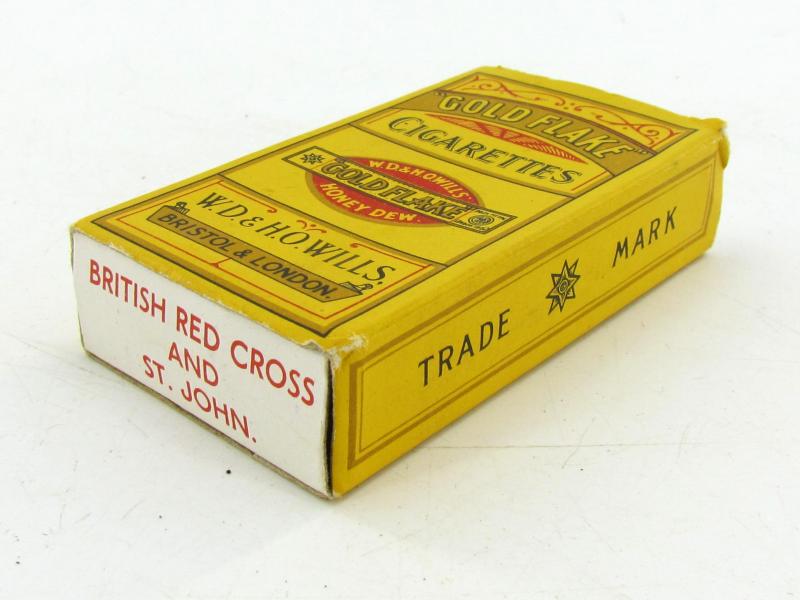 "GOLD FLAKE"
CIGARETTES
W.D.& H.O.WILLS'
"GOLD FLAKE"
HONEY DEW.
W.D.& H.O.WILLS.
BRISTOL & LONDON.
BRITISH RED CROSS
AND
ST. JOHN.
TRADE MARK